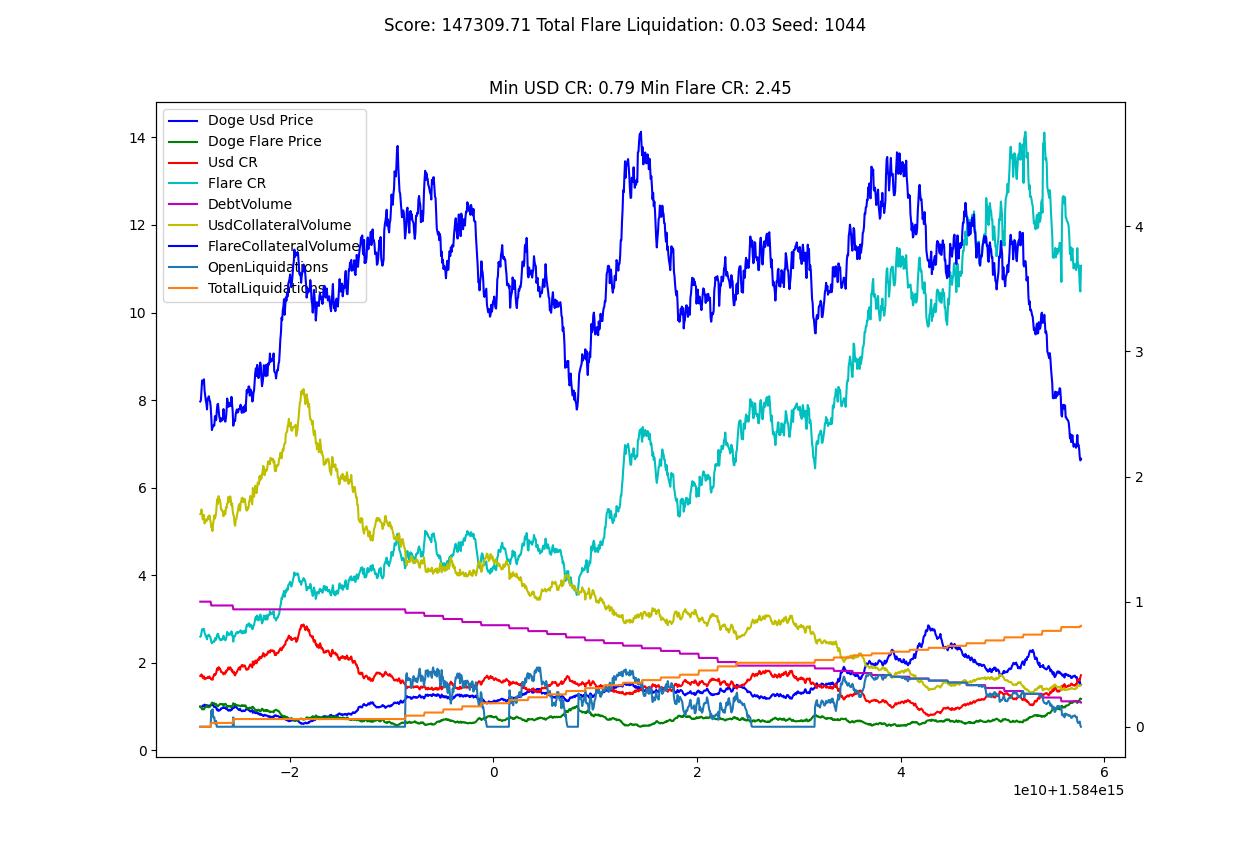 Score: 147309.71 Total Flare Liquidation: 0.03 Seed: 1044
Min USD CR: 0.79 Min Flare CR: 2.45
Doge Usd Price
Doge Flare Price
Usd CR
Flare CR
DebtVolume
UsdCollateralVolume
FlareCollateralVolume
OpenLiquidations
TotalLiquidations
14
12
10
8
6
4
2
0
4
3
2
1
0
−2
0
2
4
6
1e10+1.584e15